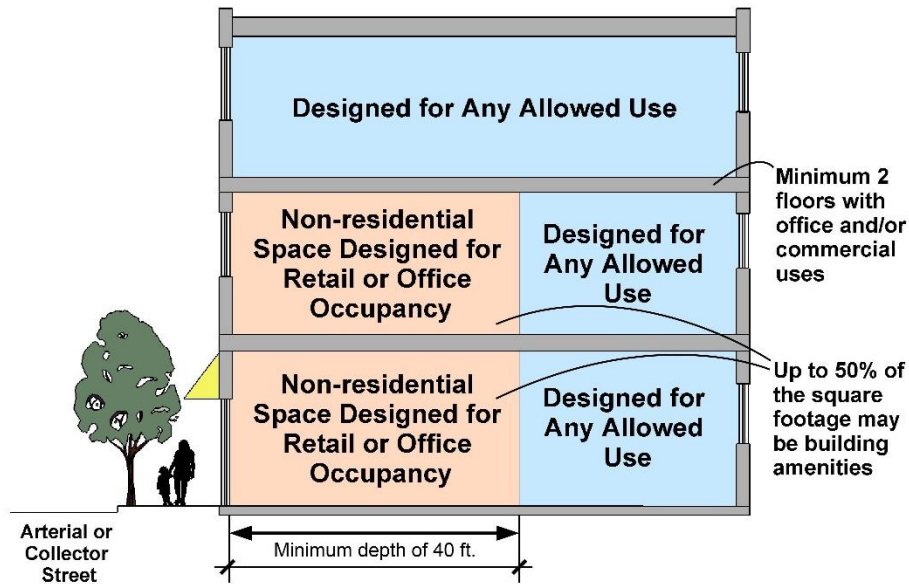 Designed for Any Allowed Use
Minimum 2
floors with
office and/or
commercial
uses
Non-residential
Space Designed for
Retail or Office
Occupancy
Designed for
Any Allowed
Use
Non-residential
Space Designed for
Retail or Office
Occupancy
Designed for
Any Allowed
Use
Up to 50% of
the square
footage may
be building
amenities
Arterial or
Collector
Street
Minimum depth of 40 ft.